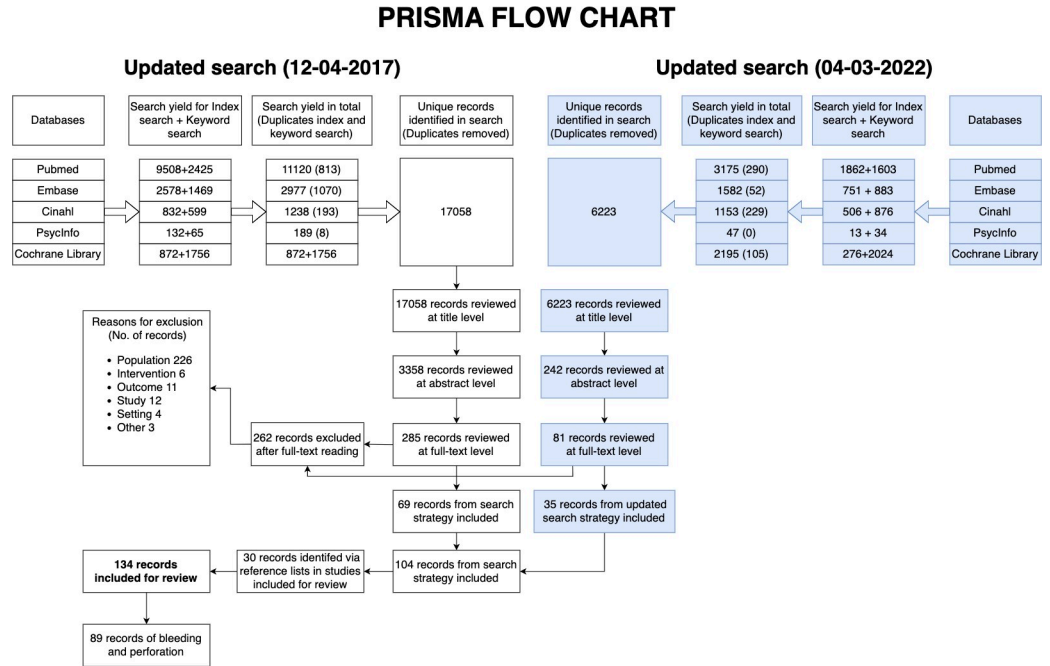 PRISMA FLOW CHART
Updated search (12-04-2017)
Updated search (04-03-2022)
Databases
Search yield for Index
search + Keyword
search
Search yield in total
(Duplicates index and
keyword search)
Unique records
identified in search
(Duplicates removed)
Unique records
identified in search
(Duplicates removed)
Search yield in total
(Duplicates index and
keyword search)
Search yield for Index
search + Keyword
search
Databases
Pubmed
9508+2425
11120 (813)
3175 (290)
1862+1603
Pubmed
Embase
2578+1469
2977 (1070)
1582 (52)
751 + 883
Embase
Cinahl
832+599
1238 (193)
17058
6223
1153 (229)
506 + 876
Cinahl
PsycInfo
132+65
189 (8)
47 (0)
13 + 34
PsycInfo
Cochrane Library
872+1756
872+1756
2195 (105)
276+2024
Cochrane Library
17058 records reviewed
at title level
6223 records reviewed
at title level
Reasons for exclusion
(No. of records)
• Population 226
• Intervention 6
• Outcome 11
• Study 12
• Setting 4
• Other 3
3358 records reviewed
at abstract level
242 records reviewed at
abstract level
262 records excluded
after full-text reading
285 records reviewed
at full-text level
81 records reviewed
at full-text level
69 records from search
strategy included
35 records from updated
search strategy included
134 records
included for review
30 records identifed via
reference lists in studies
included for review
104 records from search
strategy included
89 records of bleeding
and perforation